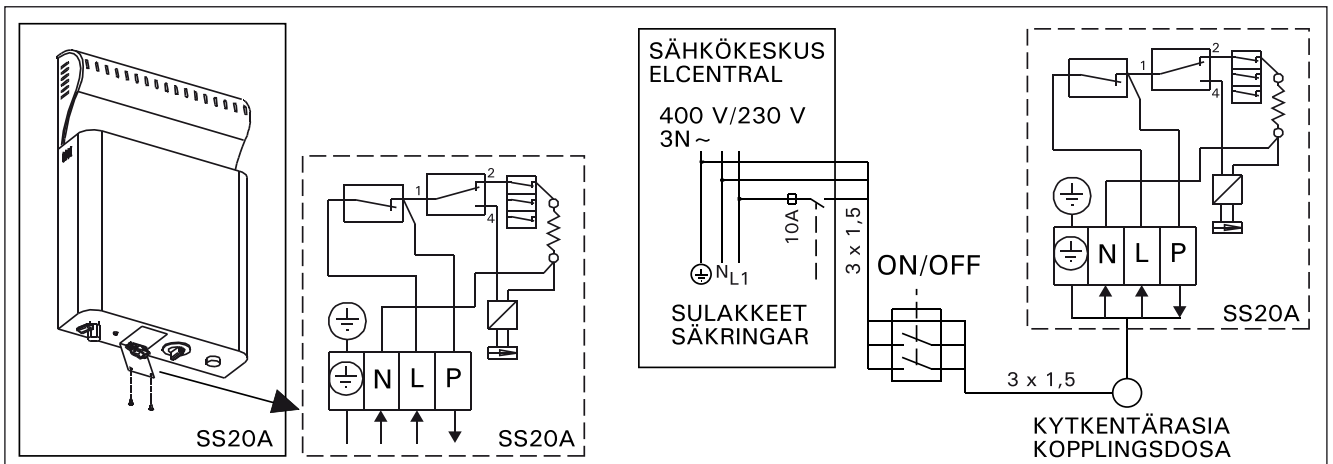 1
2
4
N
L
P
SS20A
SS20A
SÄHKÖKESKUS
ELCENTRAL
400 V/230 V
3N ~
10A
3 x 1,5
N
L1
SULAKKEET
SÄKRINGAR
ON/OFF
3 x 1,5
1
2
4
N
L
P
SS20A
KYTKENTÄRASIA
KOPPLINGSDOSA